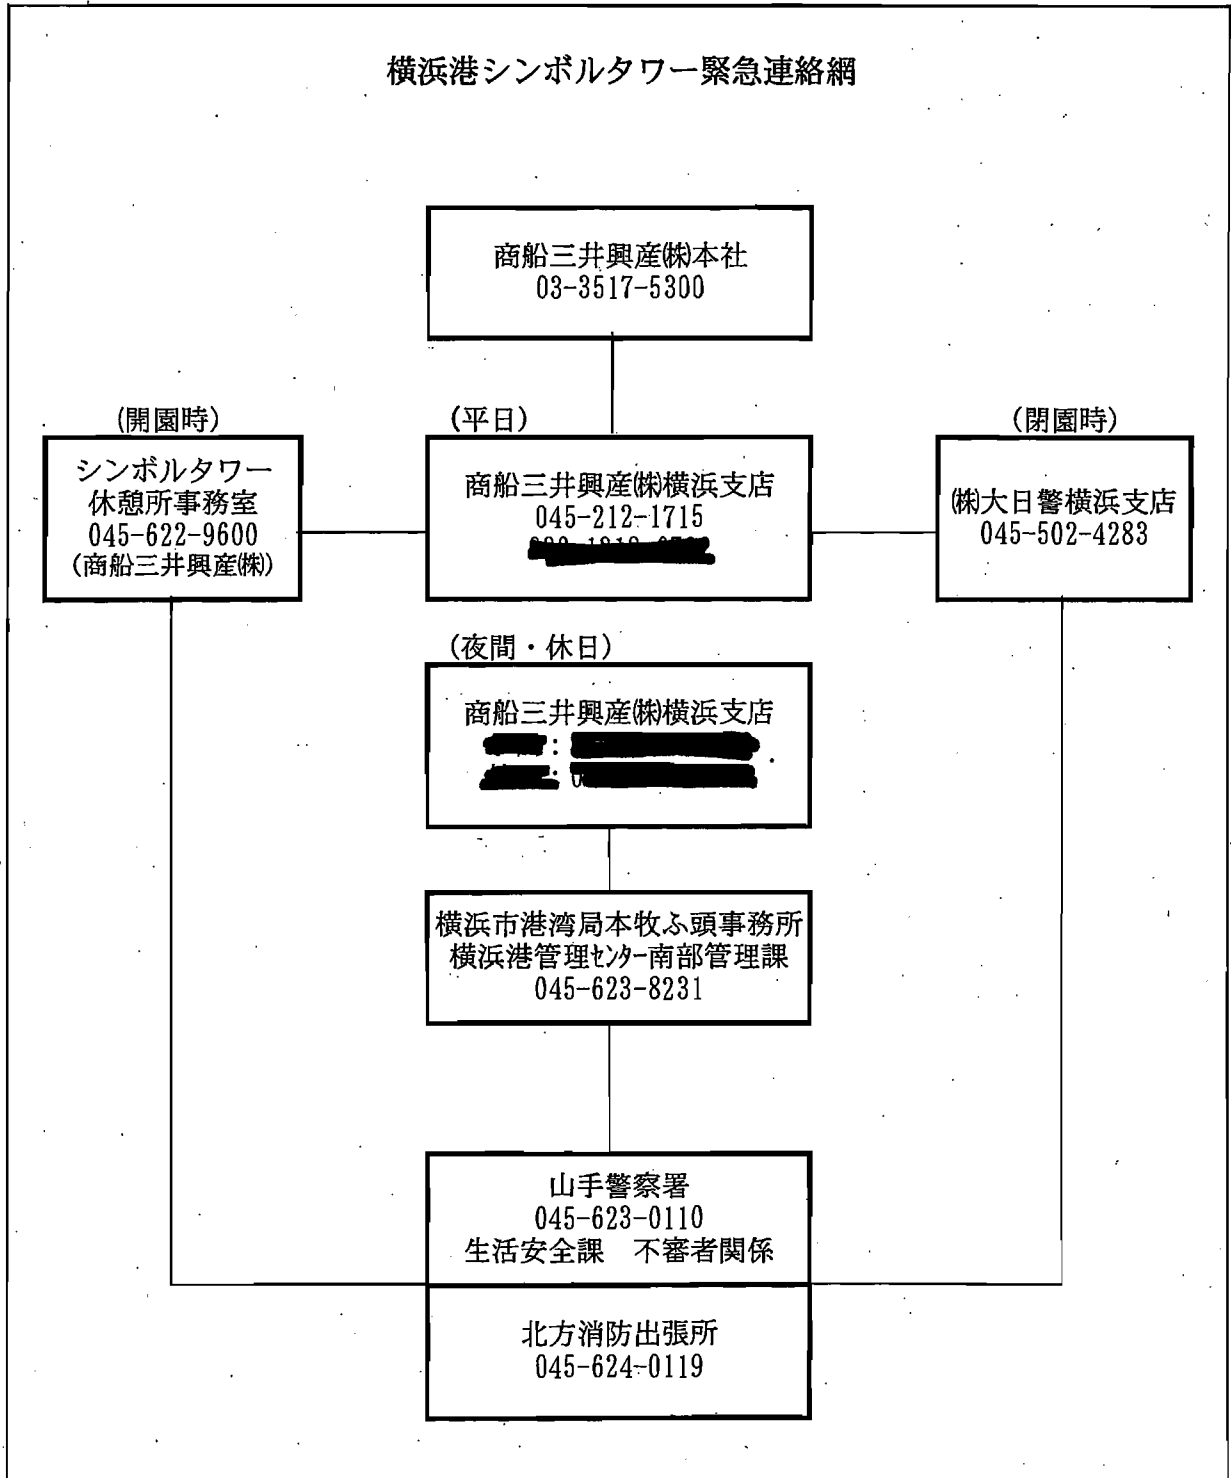 横浜港シンボルタワー緊急連絡網
商船三井興産㈱本社
03-3517-5300
(開園時)
シンボルタワー
休憩所事務室
045-622-9600
(商船三井興産㈱)
(平日)
商船三井興産㈱横浜支店
045-212-1715
(閉園時)
㈱大日警横浜支店
045-502-4283
(夜間・休日)
商船三井興産㈱横浜支店
横浜市港湾局本牧ふ頭事務所
横浜港管理ｾﾝﾀｰ南部管理課
045-623-8231
山手警察署
045-623-0110
生活安全課　不審者関係
北方消防出張所
045-624-0119